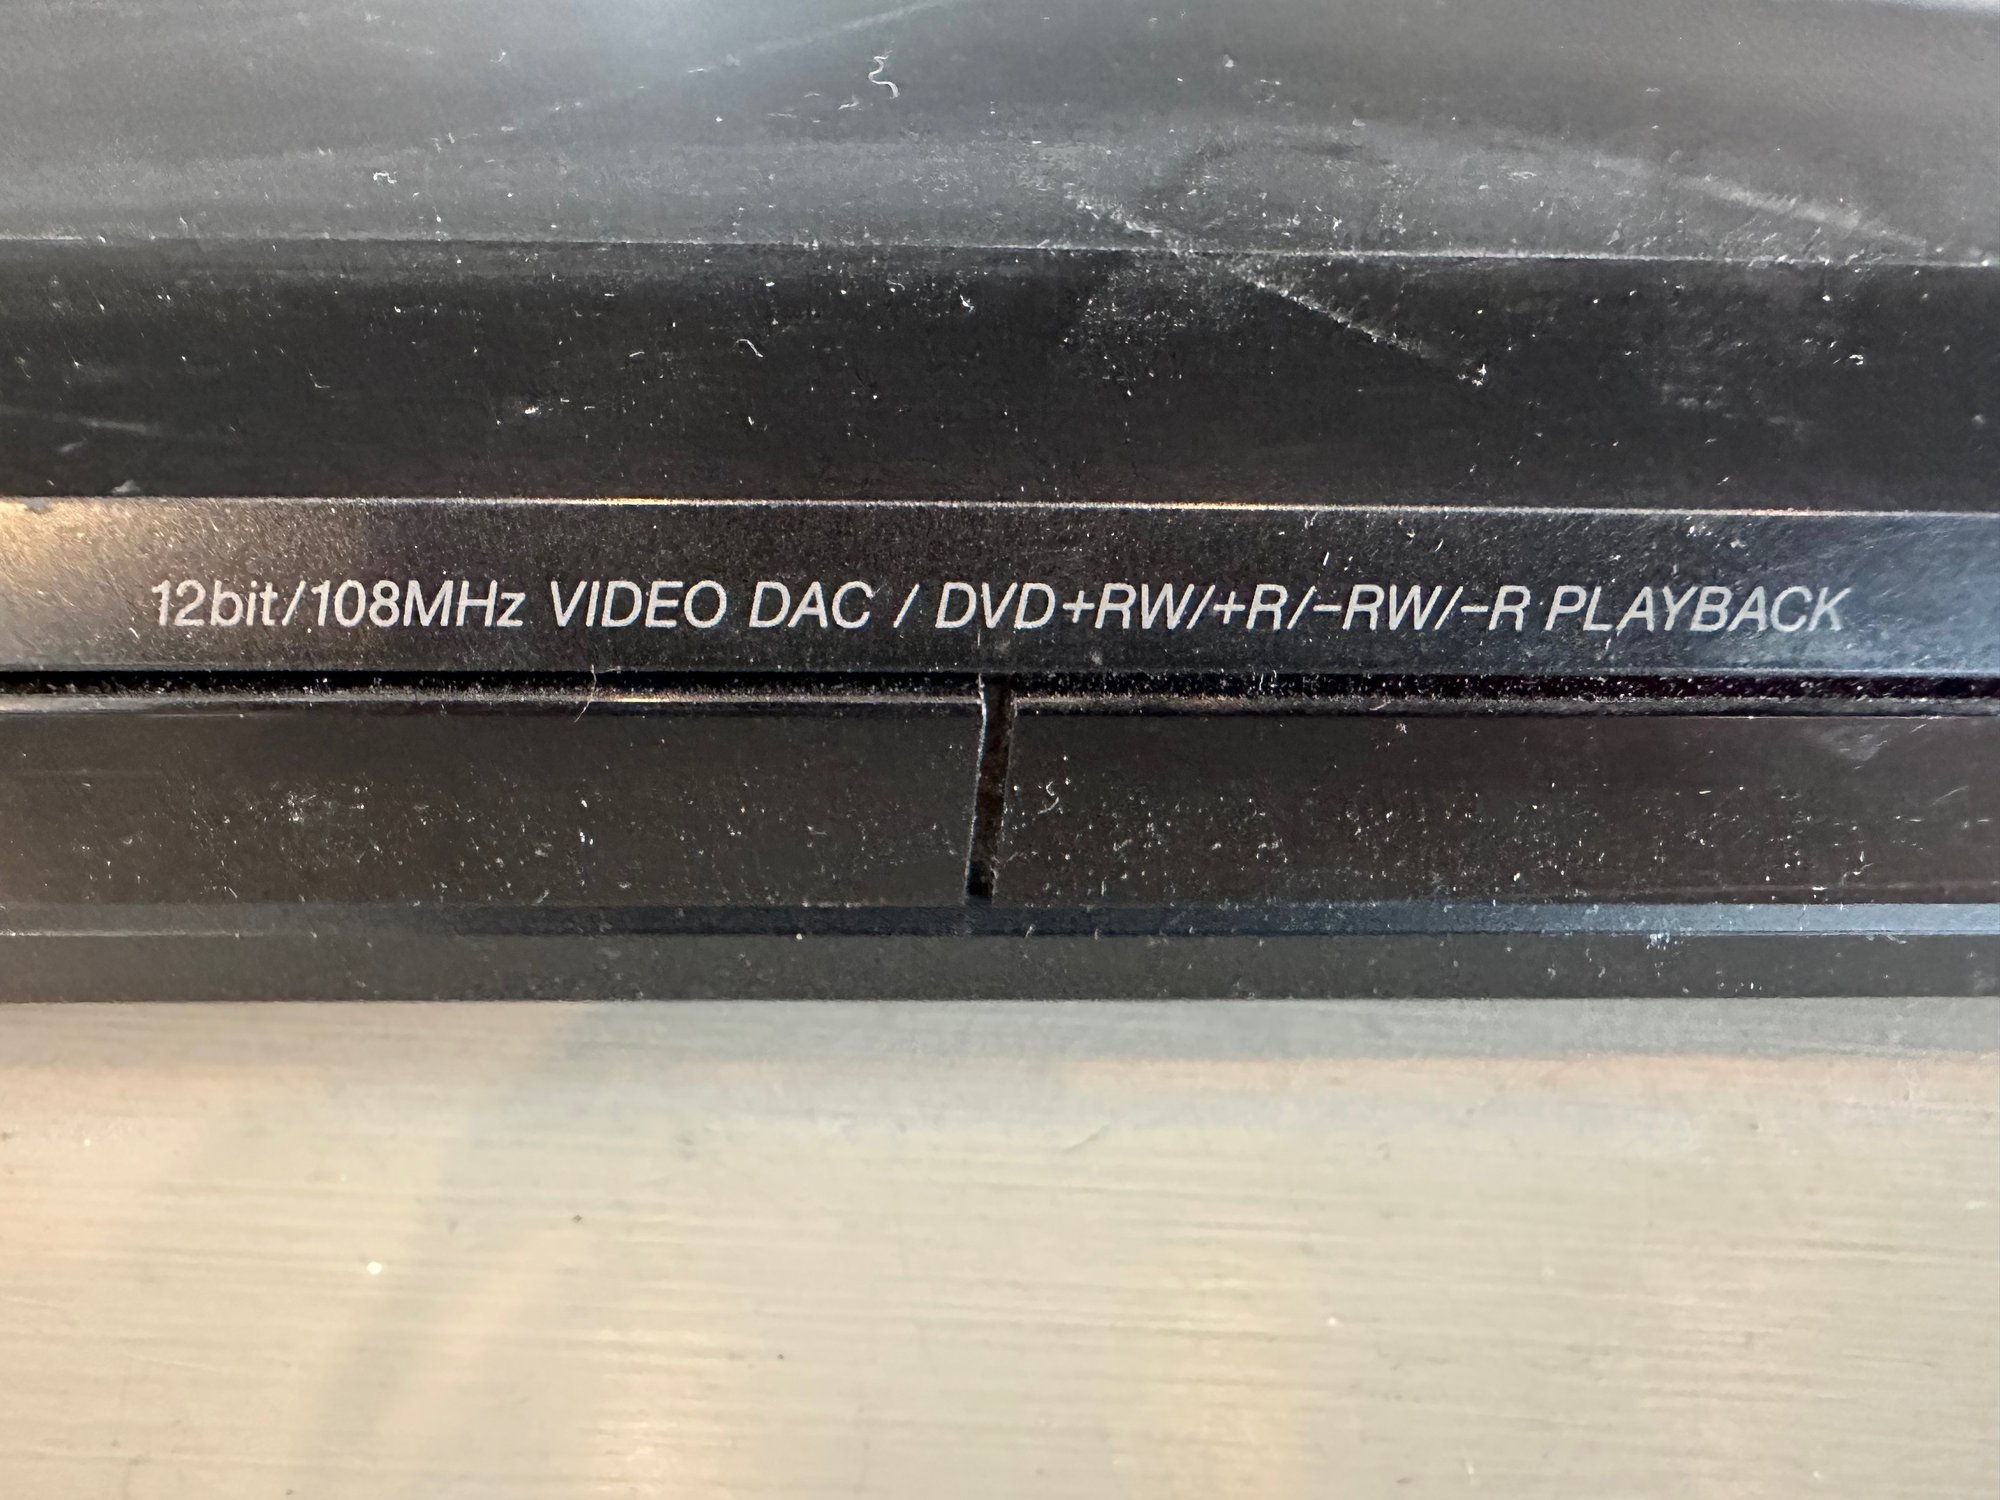 12bit/108MHz VIDEO DAC / DVD+RW/+R/-RW/-R PLAYBACK